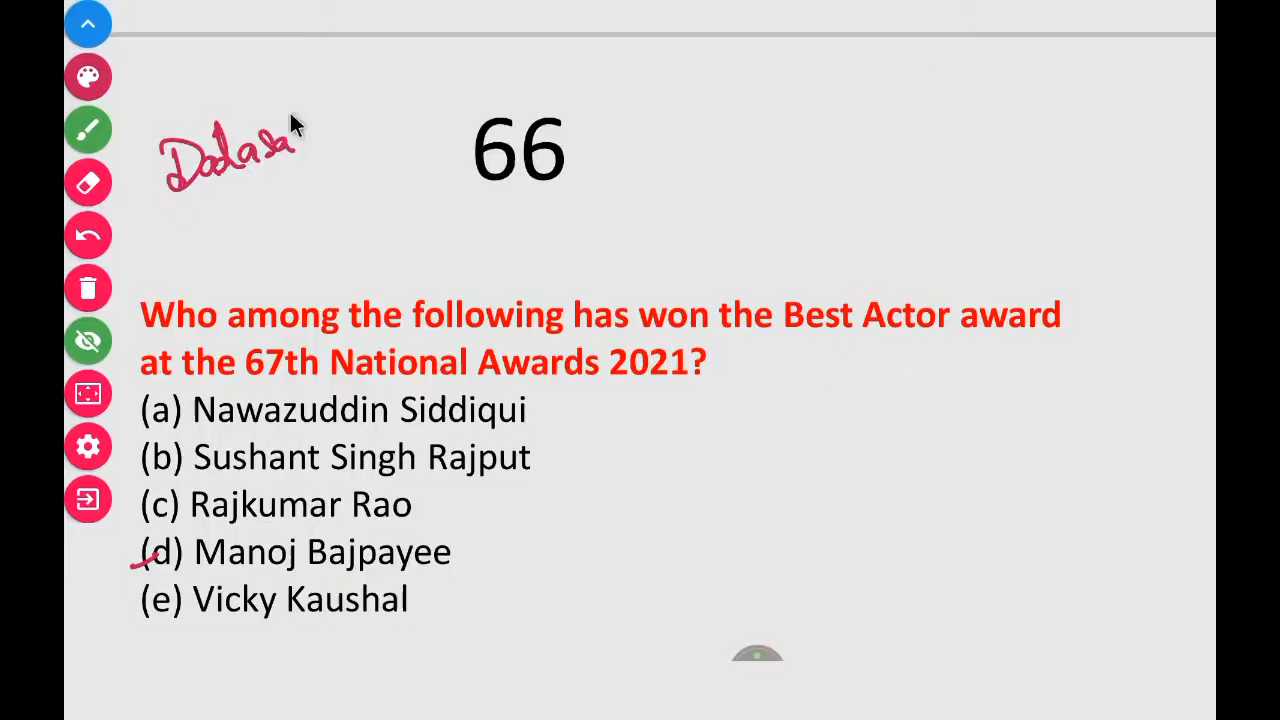 66
Who among the following has won the Best Actor award
at the 67th National Awards 2021?
(a) Nawazuddin Siddiqui
(b) Sushant Singh Rajput
(c) Rajkumar Rao
(d) Manoj Bajpayee
(e) Vicky Kaushal